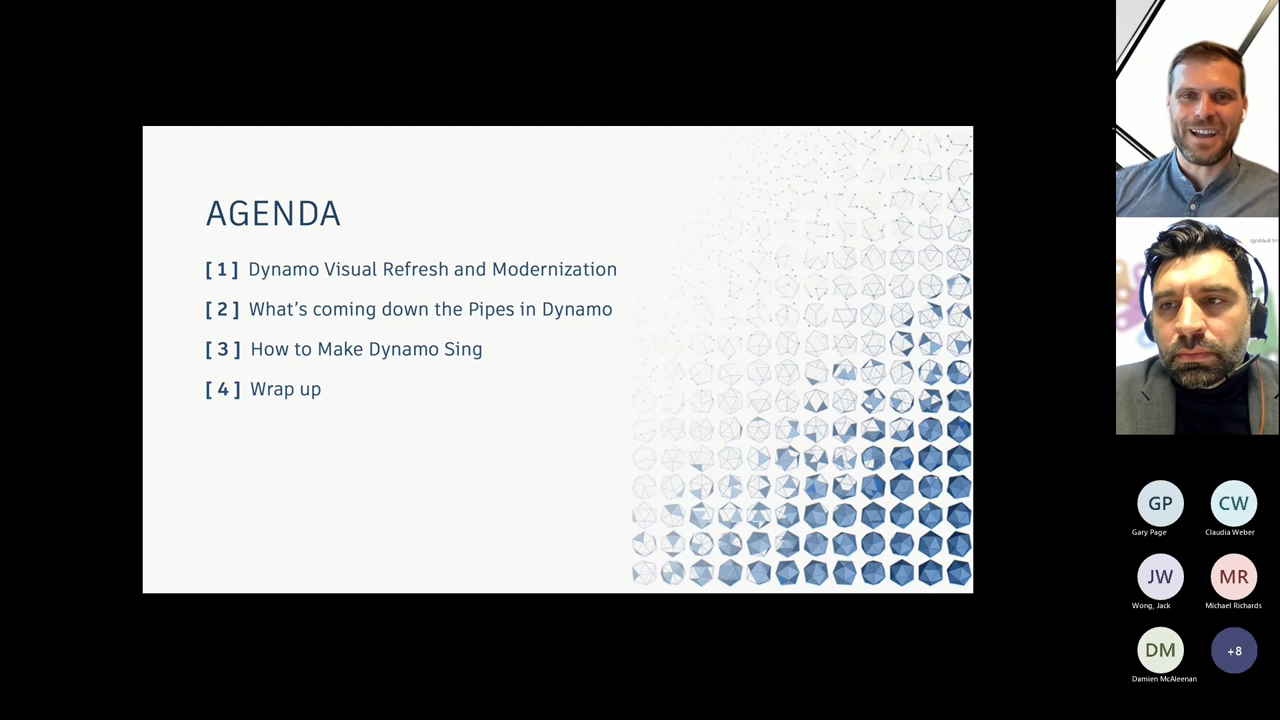 AGENDA
[ 1 ] Dynamo Visual Refresh and Modernization
[ 2 ] What’s coming down the Pipes in Dynamo
[ 3 ] How to Make Dynamo Sing
[ 4 ] Wrap up
GP
Gary Page
CW
Claudia Weber
JW
Wong, Jack
MR
Michael Richards
DM
Damien McAleenan
+8